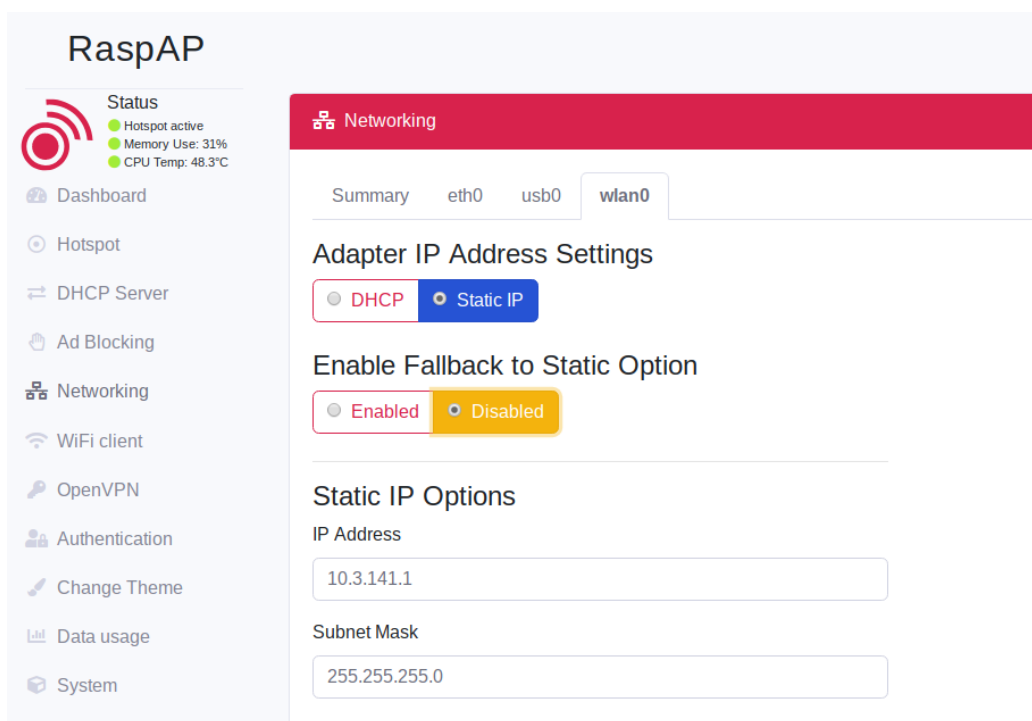 RaspAP
Status
Hotspot active
Memory Use: 31%
CPU Temp: 48.3°C
Dashboard
Hotspot
DHCP Server
Ad Blocking
Networking
WiFi client
OpenVPN
Authentication
Change Theme
Data usage
System
Networking
Summary eth0 usb0 wlan0
Adapter IP Address Settings
DHCP Static IP
Enable Fallback to Static Option
Enabled Disabled
Static IP Options
IP Address
10.3.141.1
Subnet Mask
255.255.255.0